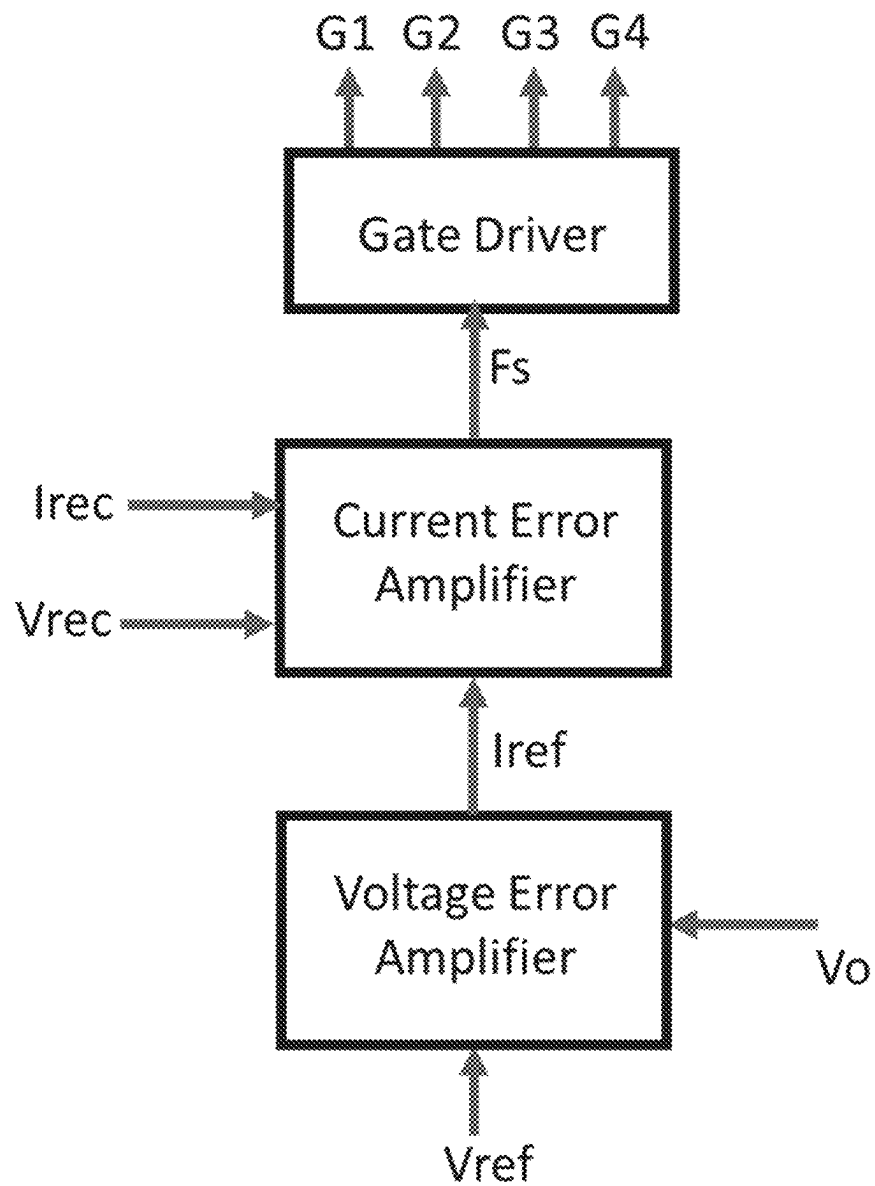 G1 G2 G3 G4
Gate Driver
Fs
Irec
Current Error
Amplifier
Vrec
Iref
Voltage Error
Amplifier
Vo
Vref